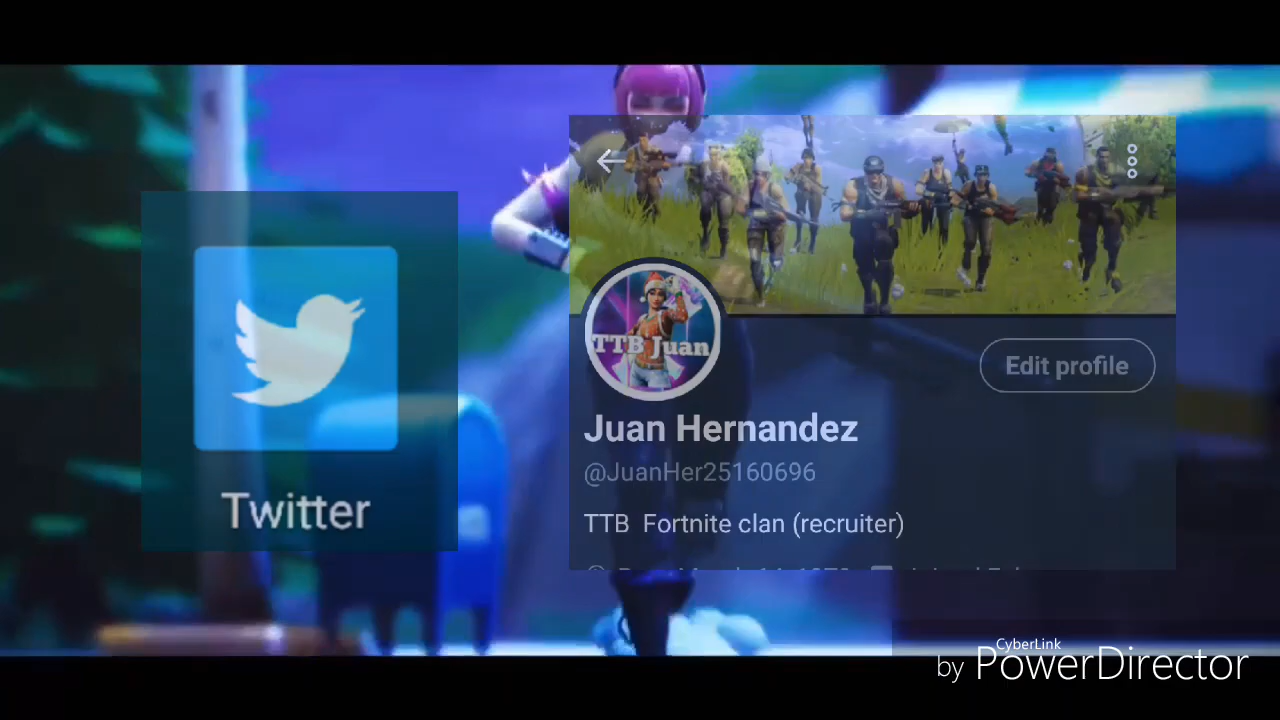 Twitter
TTB Juan
Edit profile
Juan Hernandez
@JuanHer25160696
TTB Fortnite clan (recruiter)
CyberLink
by PowerDirector